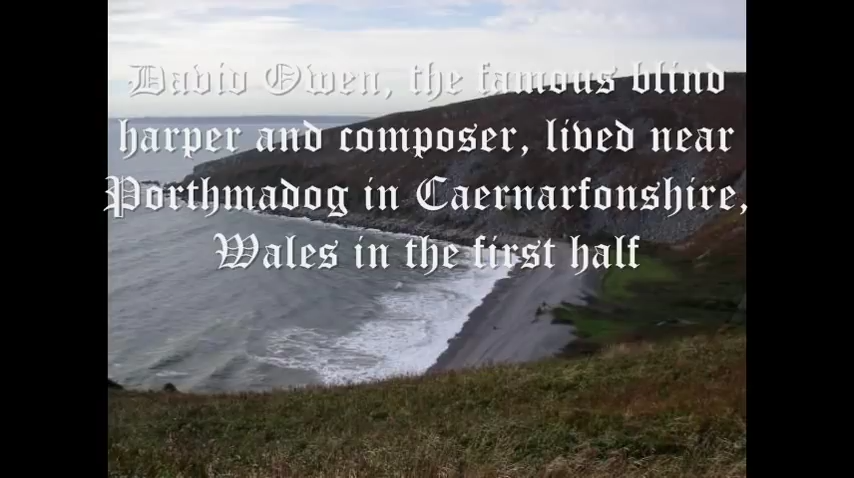 David Owen, the famous blind
harper and composer, lived near
Porthmadog in Caernarfonshire,
Wales in the first half